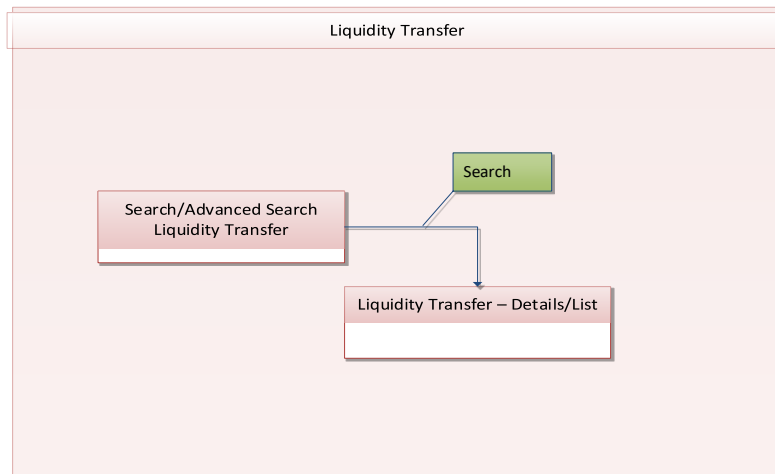 Liquidity Transfer
Search
Search/Advanced Search
Liquidity Transfer
Liquidity Transfer – Details/List